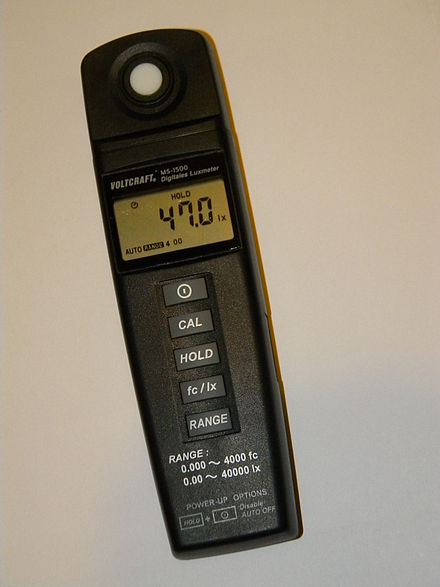 VOLTCRAFT® MS-1500
Digitales Luxmeter
HOLD
47.0 lx
AUTO RANGE 4 00
CAL
HOLD
fc / lx
RANGE
RANGE :
0.000 ~ 4000 fc
0.00 ~ 40000 lx
POWER-UP OPTIONS
HOLD + Disable:
AUTO OFF